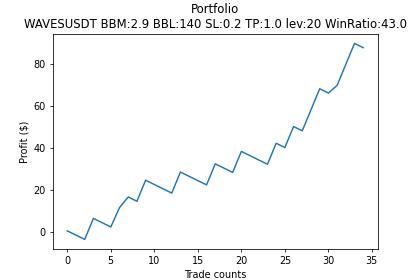 Portfolio
WAVESUSDT BBM:2.9 BBL:140 SL:0.2 TP:1.0 lev:20 WinRatio:43.0
80
60
40
20
0
Profit ($)
0 5 10 15 20 25 30 35
Trade counts